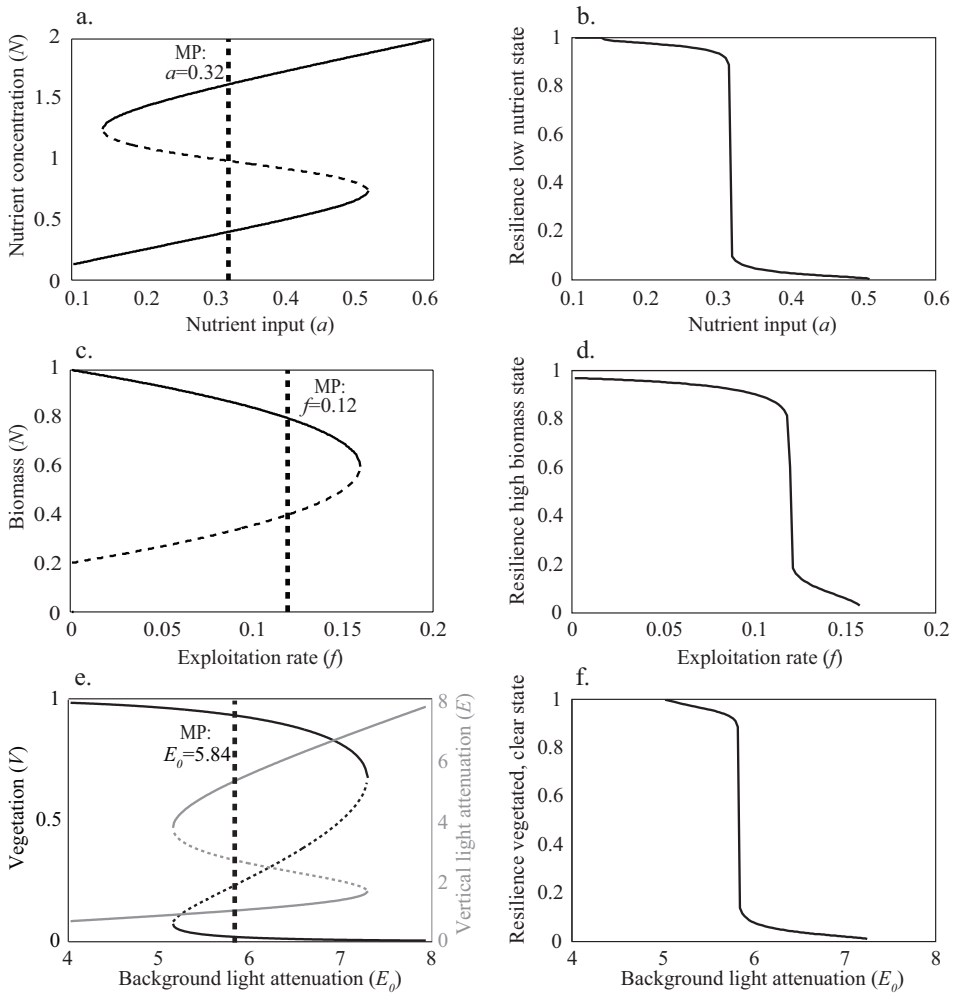 a.
Nutrient concentration (N)
2
1.5
1
0.5
0
MP:
a=0.32
0.1 0.2 0.3 0.4 0.5 0.6
Nutrient input (a)
b.
Resilience low nutrient state
1
0.8
0.6
0.4
0.2
0
0.1 0.2 0.3 0.4 0.5 0.6
Nutrient input (a)
c.
Biomass (N)
1
0.8
0.6
0.4
0.2
0
MP:
f=0.12
0 0.05 0.1 0.15 0.2
Exploitation rate (f)
d.
Resilience high biomass state
1
0.8
0.6
0.4
0.2
0
0 0.05 0.1 0.15 0.2
Exploitation rate (f)
e.
Vegetation (V)
1
0.5
0
MP:
E0=5.84
8
6
4
2
0
Vertical light attenuation (E)
4 5 6 7 8
Background light attenuation (E0)
f.
Resilience vegetated, clear state
1
0.8
0.6
0.4
0.2
0
4 5 6 7 8
Background light attenuation (E0)